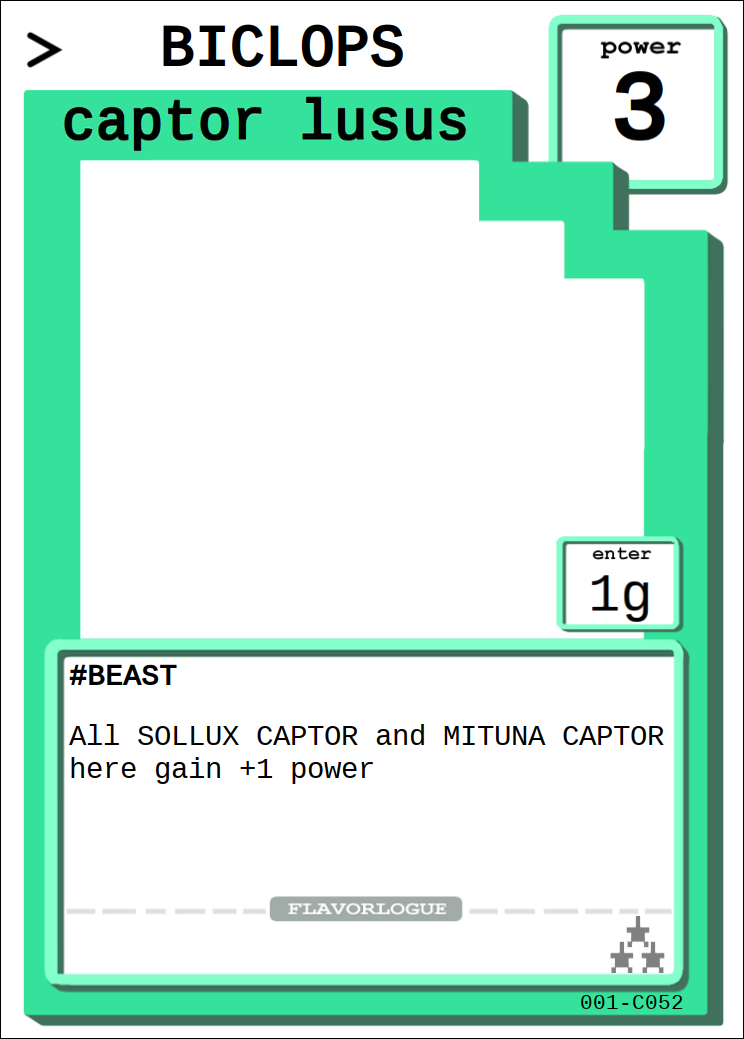 > BICLOPS
captor lusus
power
3
enter
1g
#BEAST
All SOLLUX CAPTOR and MITUNA CAPTOR
here gain +1 power
FLAVORLOGUE
001-C052